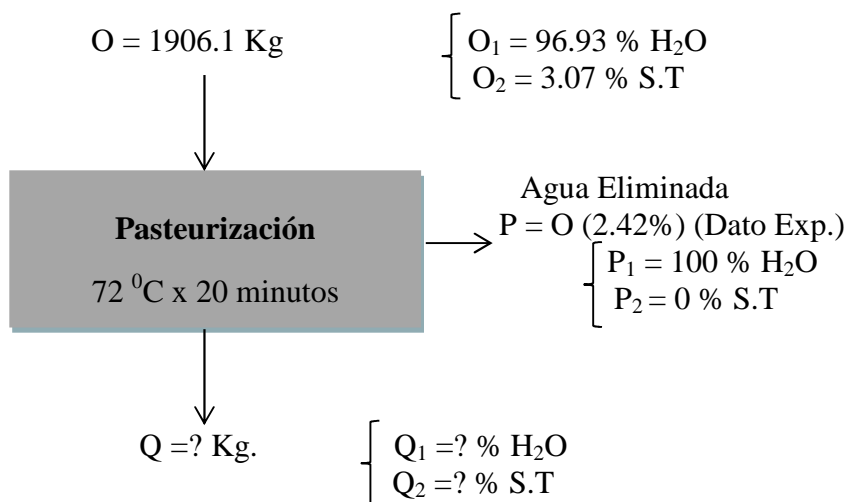 O = 1906.1 Kg
O₁ = 96.93 % H₂O
O₂ = 3.07 % S.T
Pasteurización
72 ⁰C x 20 minutos
Agua Eliminada
P = O (2.42%) (Dato Exp.)
P₁ = 100 % H₂O
P₂ = 0 % S.T
Q =? Kg.
Q₁ =? % H₂O
Q₂ =? % S.T